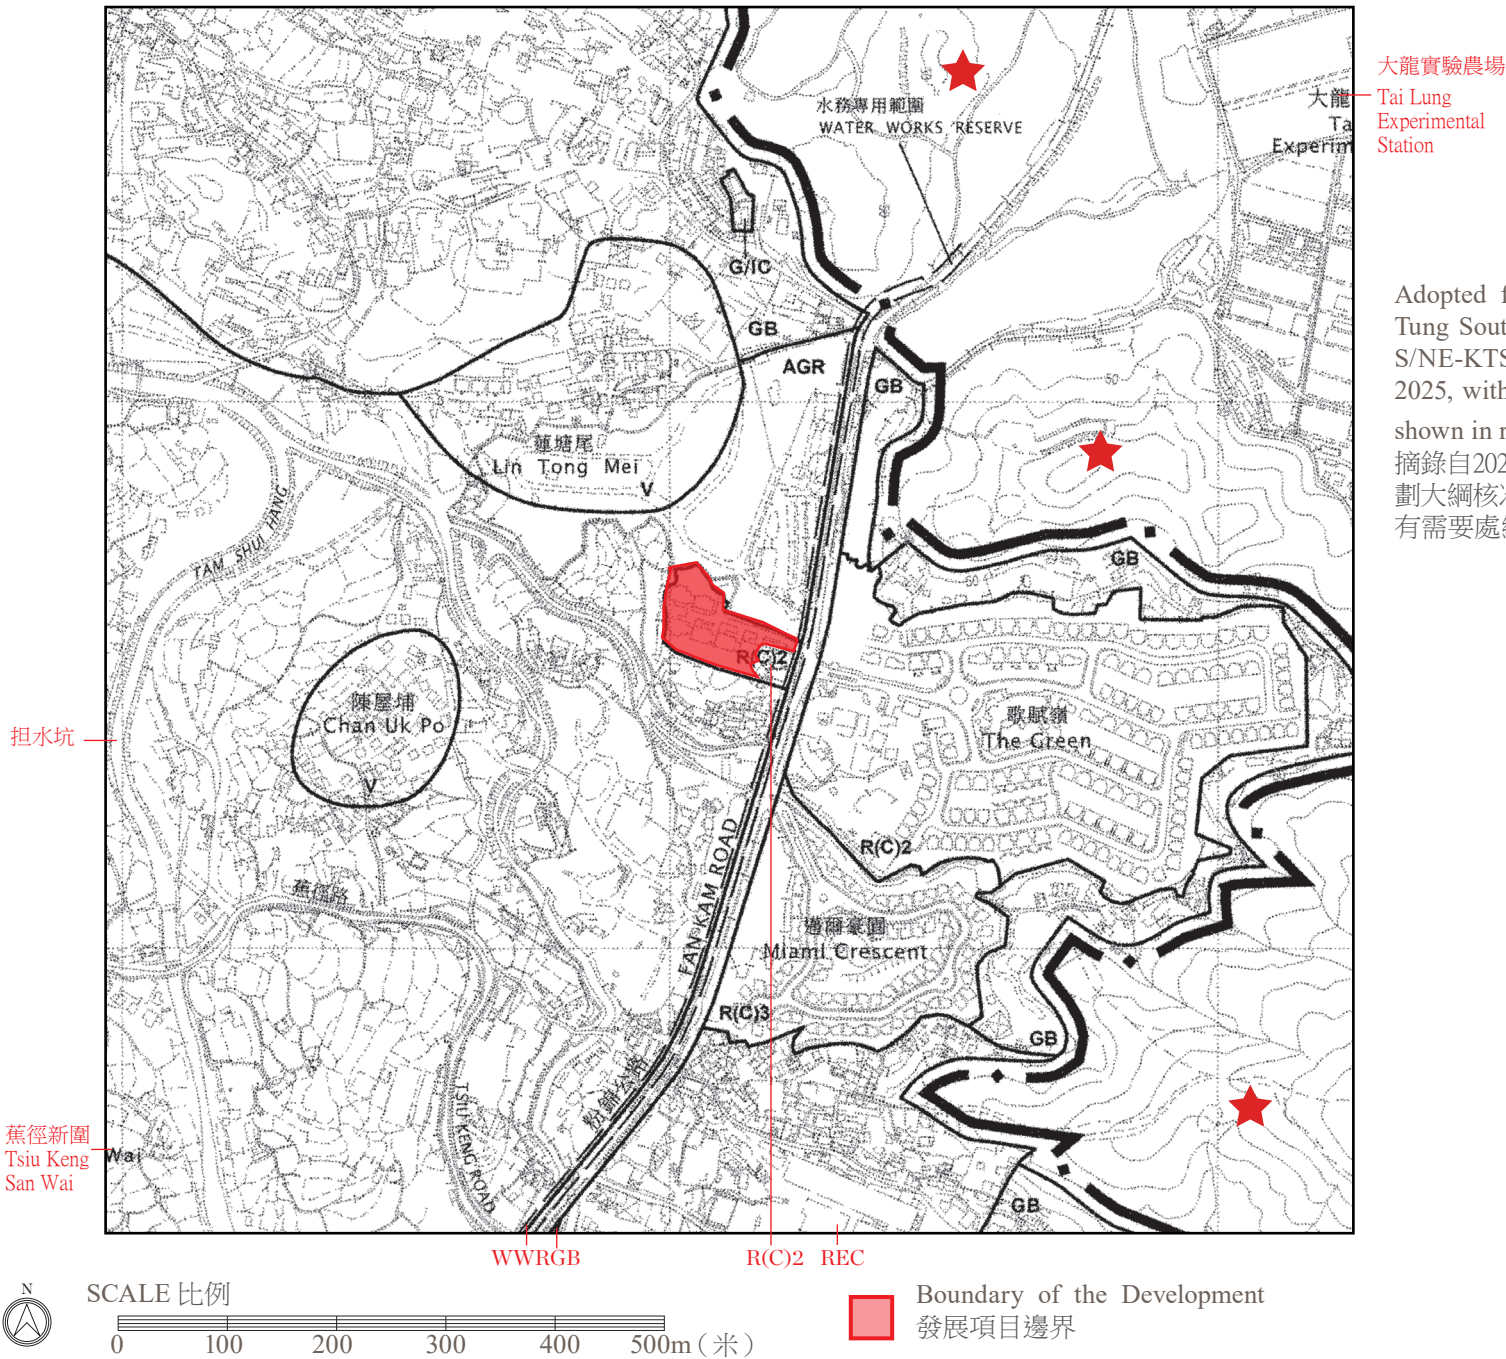 大龍實驗農場
Tai Lung
Experimental
Station
水務專用範圍
WATER WORKS RESERVE
大龍
Ta
Experim
G/IC
GB
AGR
GB
50
Adopted f
Tung Sout
S/NE-KTS
2025, with
shown in r
摘錄自202
劃大綱核
有需要處
蓮塘尾
Lin Tong Mei
V
TAM SHUI HANG
GB
R(C)2
陳屋埔
Chan Uk Po
V
歌賦嶺
The Green
担水坑
FAN KAM ROAD
R(C)2
蕉徑路
邁爾豪園
Miami Crescent
R(C)3
GB
粉錦公路
TSIU KENG ROAD
蕉徑新圍
Tsiu Keng
San Wai
Wai
GB
WWRGB
R(C)2
REC
N
SCALE 比例
0 100 200 300 400 500m（米）
Boundary of the Development
發展項目邊界